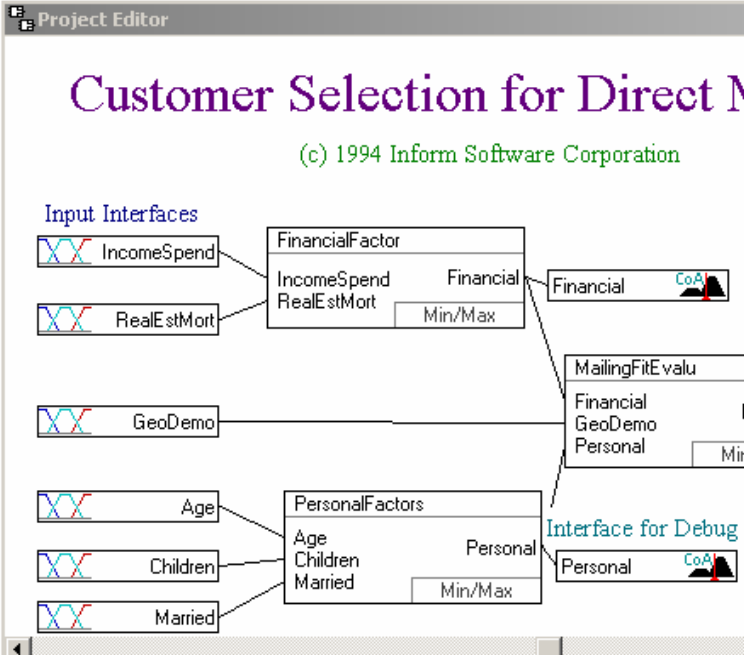 Project Editor
Customer Selection for Direct
(c) 1994 Inform Software Corporation
Input Interfaces
IncomeSpend
RealEstMort
GeoDemo
Age
Children
Married
FinancialFactor
IncomeSpend Financial
RealEstMort
Min/Max
Financial CoA
MailingFitEvalu
Financial
GeoDemo
Personal
Min
PersonalFactors
Age
Children Personal
Married
Min/Max
Interface for Debug
Personal CoA